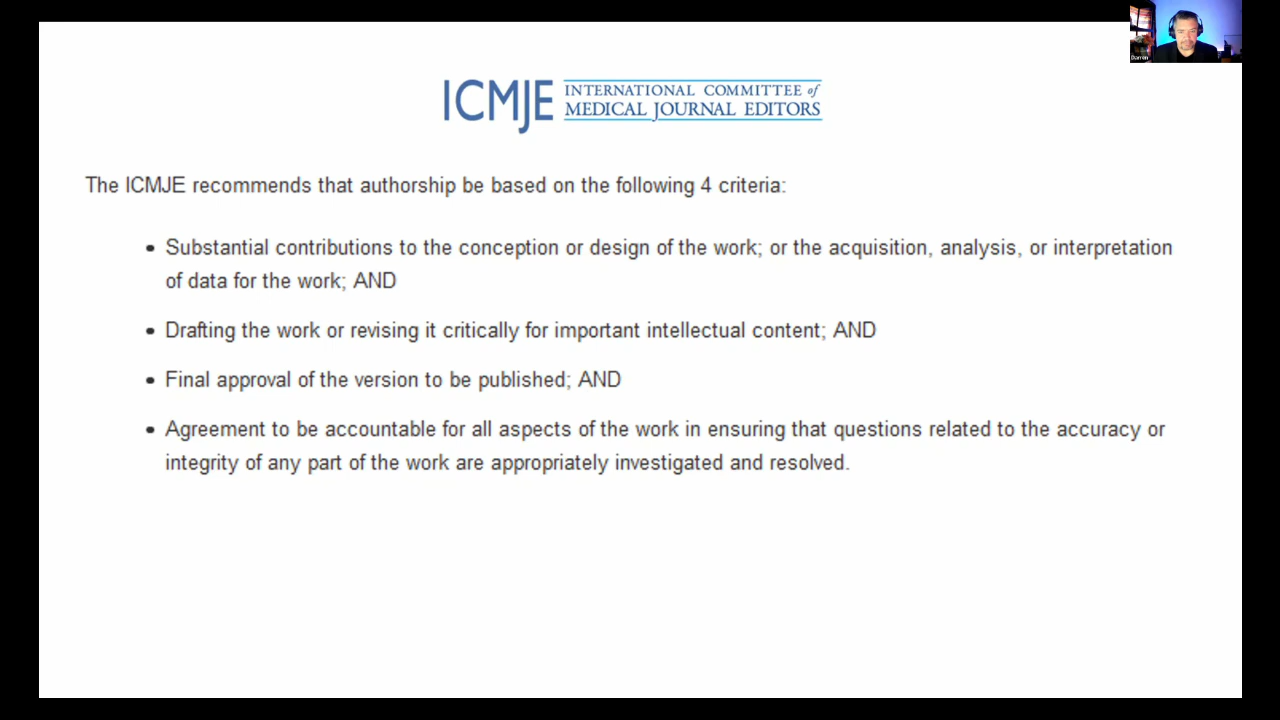 Darren
ICMJE INTERNATIONAL COMMITTEE of
MEDICAL JOURNAL EDITORS
The ICMJE recommends that authorship be based on the following 4 criteria:
• Substantial contributions to the conception or design of the work; or the acquisition, analysis, or interpretation
of data for the work; AND
• Drafting the work or revising it critically for important intellectual content; AND
• Final approval of the version to be published; AND
• Agreement to be accountable for all aspects of the work in ensuring that questions related to the accuracy or
integrity of any part of the work are appropriately investigated and resolved.